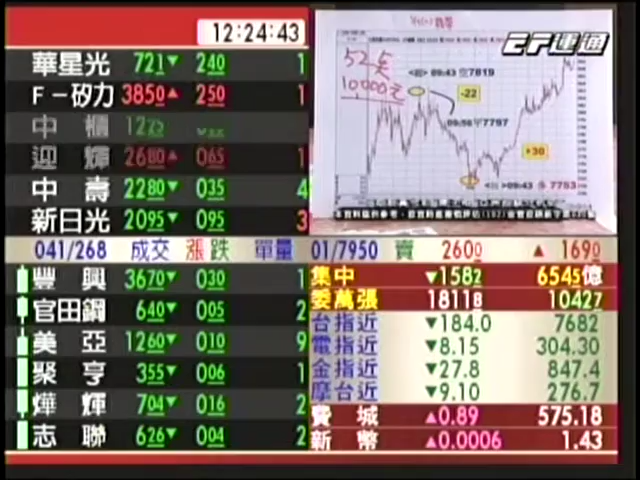 12:24:43
華星光 721▼ 240 1
F-矽力 3850▲ 250 1
中櫃
迎輝 2680▲ 065 1
中壽 2280▼ 035 4
新日光 2095▼ 095 3
運通
52点
10000元
09:43 7819
-22
09:56 7797
+30
09:43 7753
041/268 成交 漲跌 單量 01/7950 賣 2600 ▲ 1690
豐興 3670▼ 030 1
官田鋼 640▼ 005 2
美亞 1260▼ 010 9
聚亨 355▼ 006 1
燁輝 704▼ 016 2
志聯 626▼ 004 2
集中 ▼1582 6545億
委萬張 18118 10427
台指近 ▼184.0 7682
電指近 ▼8.15 304.30
金指近 ▼27.8 847.4
摩台近 ▼9.10 276.7
費城 ▲0.89 575.18
新幣 ▲0.0006 1.43